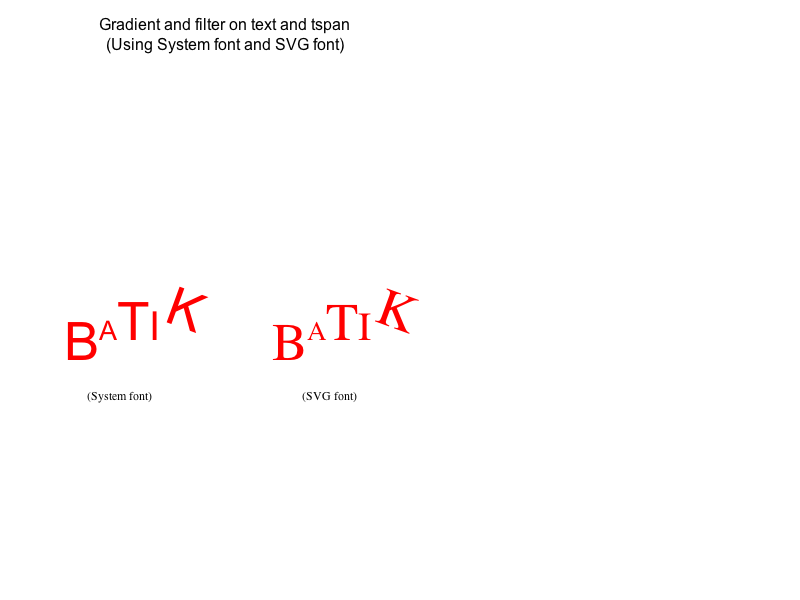 Gradient and filter on text and tspan
(Using System font and SVG font)
BATIK BATIK
(System font) (SVG font)